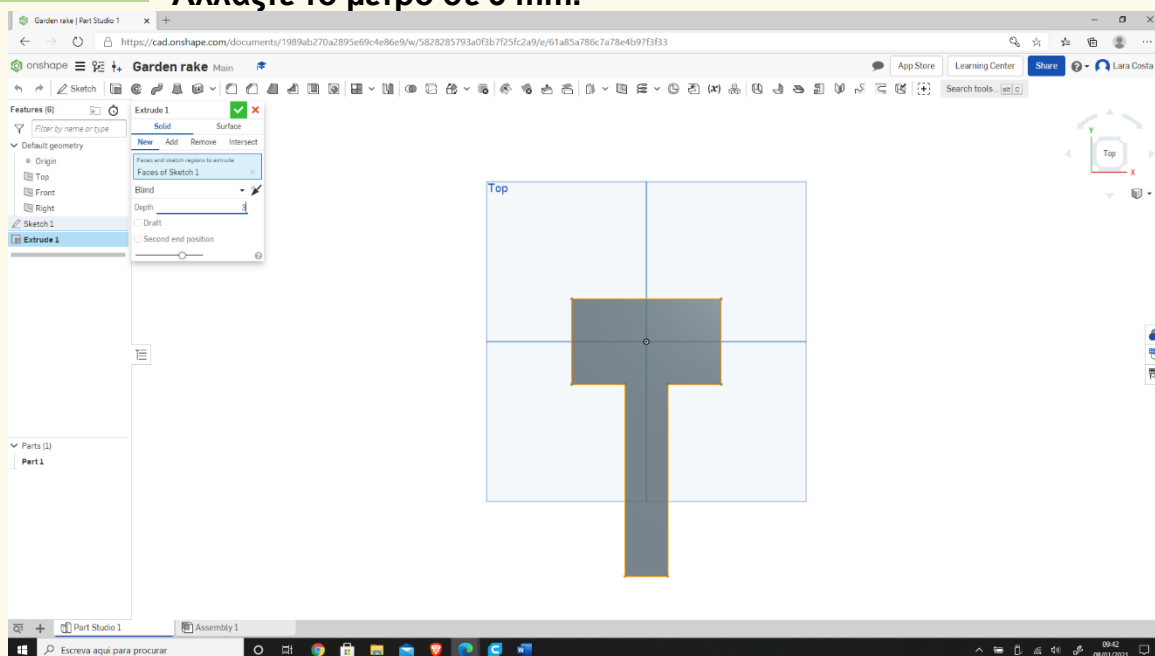 Αλλάξτε το μέτρο σε 3 mm.
Garden rake | Part Studio 1
https://cad.onshape.com/documents/1989ab270a2895e69c4e86e9/w/5828285793a0f3b7f25fc2a9/e/61a85a786c7a78e4b97f3f33
onshape Garden rake Main App Store Learning Center Share Lara Costa
Sketch Search tools... alt C
Features (6)
Filter by name or type
Default geometry
Origin
Top
Front
Right
Sketch 1
Extrude 1
Extrude 1
Solid Surface
New Add Remove Intersect
Faces and sketch regions to extrude
Faces of Sketch 1
Blind
Depth 3
Draft
Second end position
Top
Y
Top
X
Parts (1)
Part 1
Part Studio 1 Assembly 1
Escreva aqui para procurar
09:42
08/01/2021